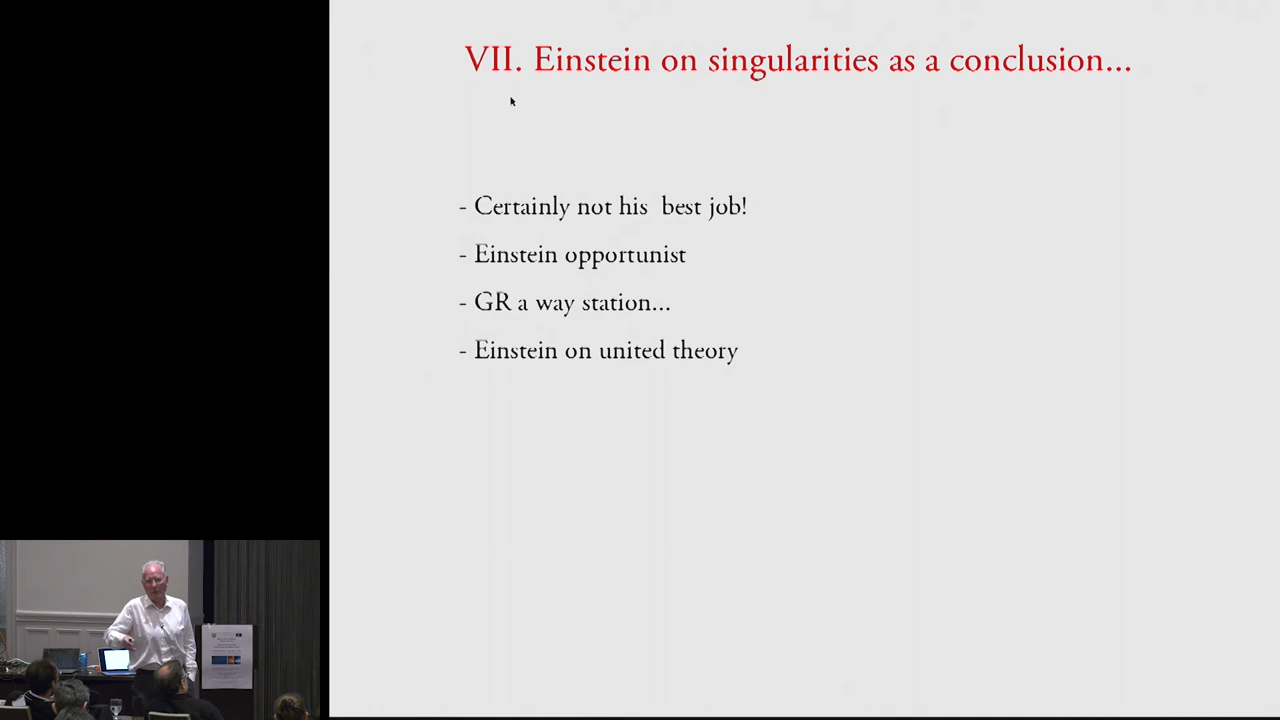 VII. Einstein on singularities as a conclusion...
- Certainly not his best job!
- Einstein opportunist
- GR a way station...
- Einstein on united theory